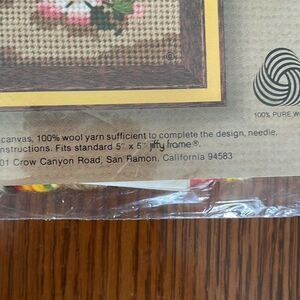 ©
100% PURE W
canvas, 100% wool yarn sufficient to complete the design, needle,
nstructions. Fits standard 5" x 5" jiffy frame®.
01 Crow Canyon Road, San Ramon, California 94583